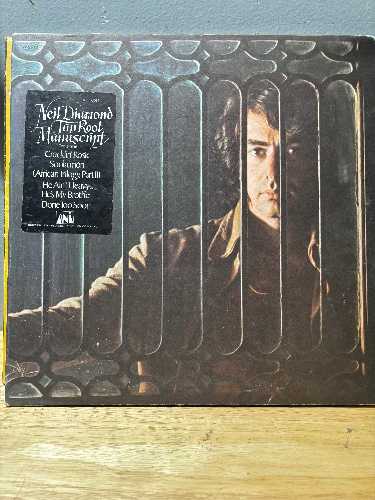 Neil Diamond
Tap Root
Manuscript
Cracklin' Rosie
Soolaimon
(African Trilogy Part II)
He Ain't Heavy...
He's My Brother
Done Too Soon
UNI